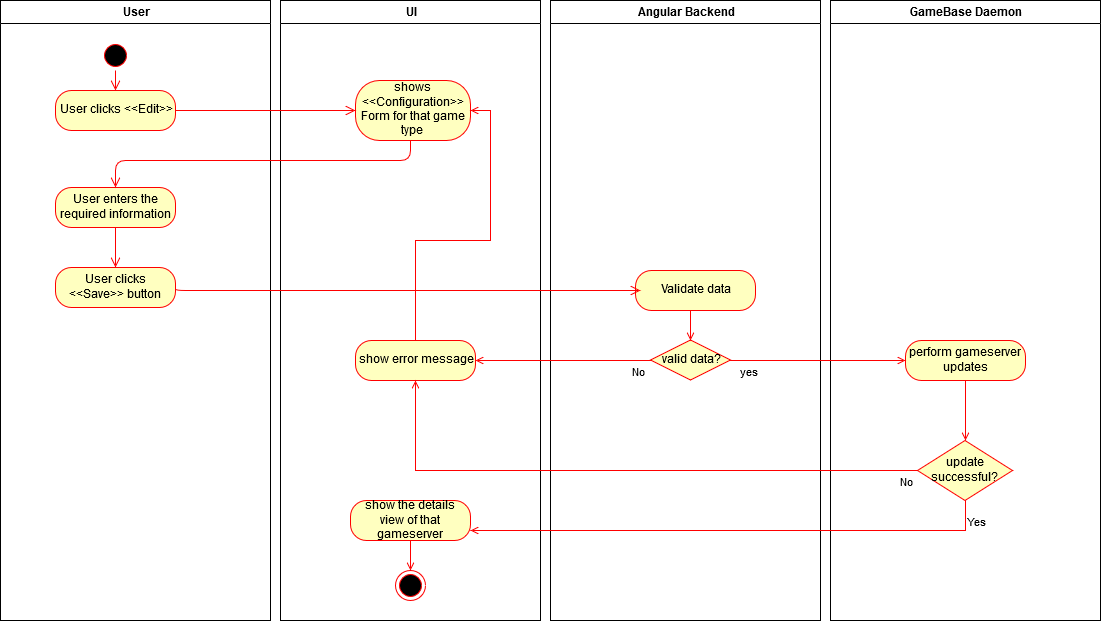 User
UI
Angular Backend
GameBase Daemon
User clicks <<Edit>>
shows
<<Configuration>>
Form for that game
type
User enters the
required information
User clicks
<<Save>> button
Validate data
show error message
valid data?
No
yes
perform gameserver
updates
update
successful?
No
Yes
show the details
view of that
gameserver